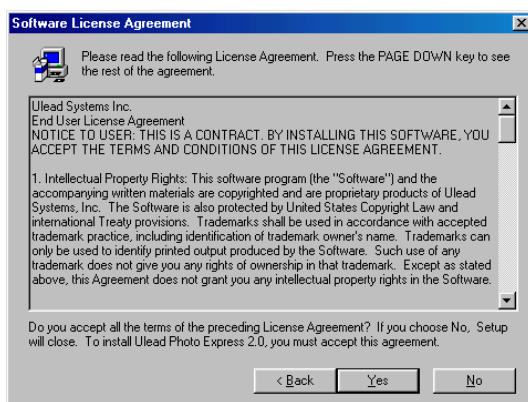 Software License Agreement
Please read the following License Agreement. Press the PAGE DOWN key to see
the rest of the agreement.
Ulead Systems Inc.
End User License Agreement
NOTICE TO USER: THIS IS A CONTRACT. BY INSTALLING THIS SOFTWARE, YOU
ACCEPT THE TERMS AND CONDITIONS OF THIS LICENSE AGREEMENT.
1. Intellectual Property Rights: This software program (the "Software") and the
accompanying written materials are copyrighted and are proprietary products of Ulead
Systems, Inc. The Software is also protected by United States Copyright Law and
international Treaty provisions. Trademarks shall be used in accordance with accepted
trademark practice, including identification of trademark owner's name. Trademarks can
only be used to identify printed output produced by the Software. Such use of any
trademark does not give you any rights of ownership in that trademark. Except as stated
above, this Agreement does not grant you any intellectual property rights in the Software.
Do you accept all the terms of the preceding License Agreement? If you choose No, Setup
will close. To install Ulead Photo Express 2.0, you must accept this agreement.
< Back Yes No